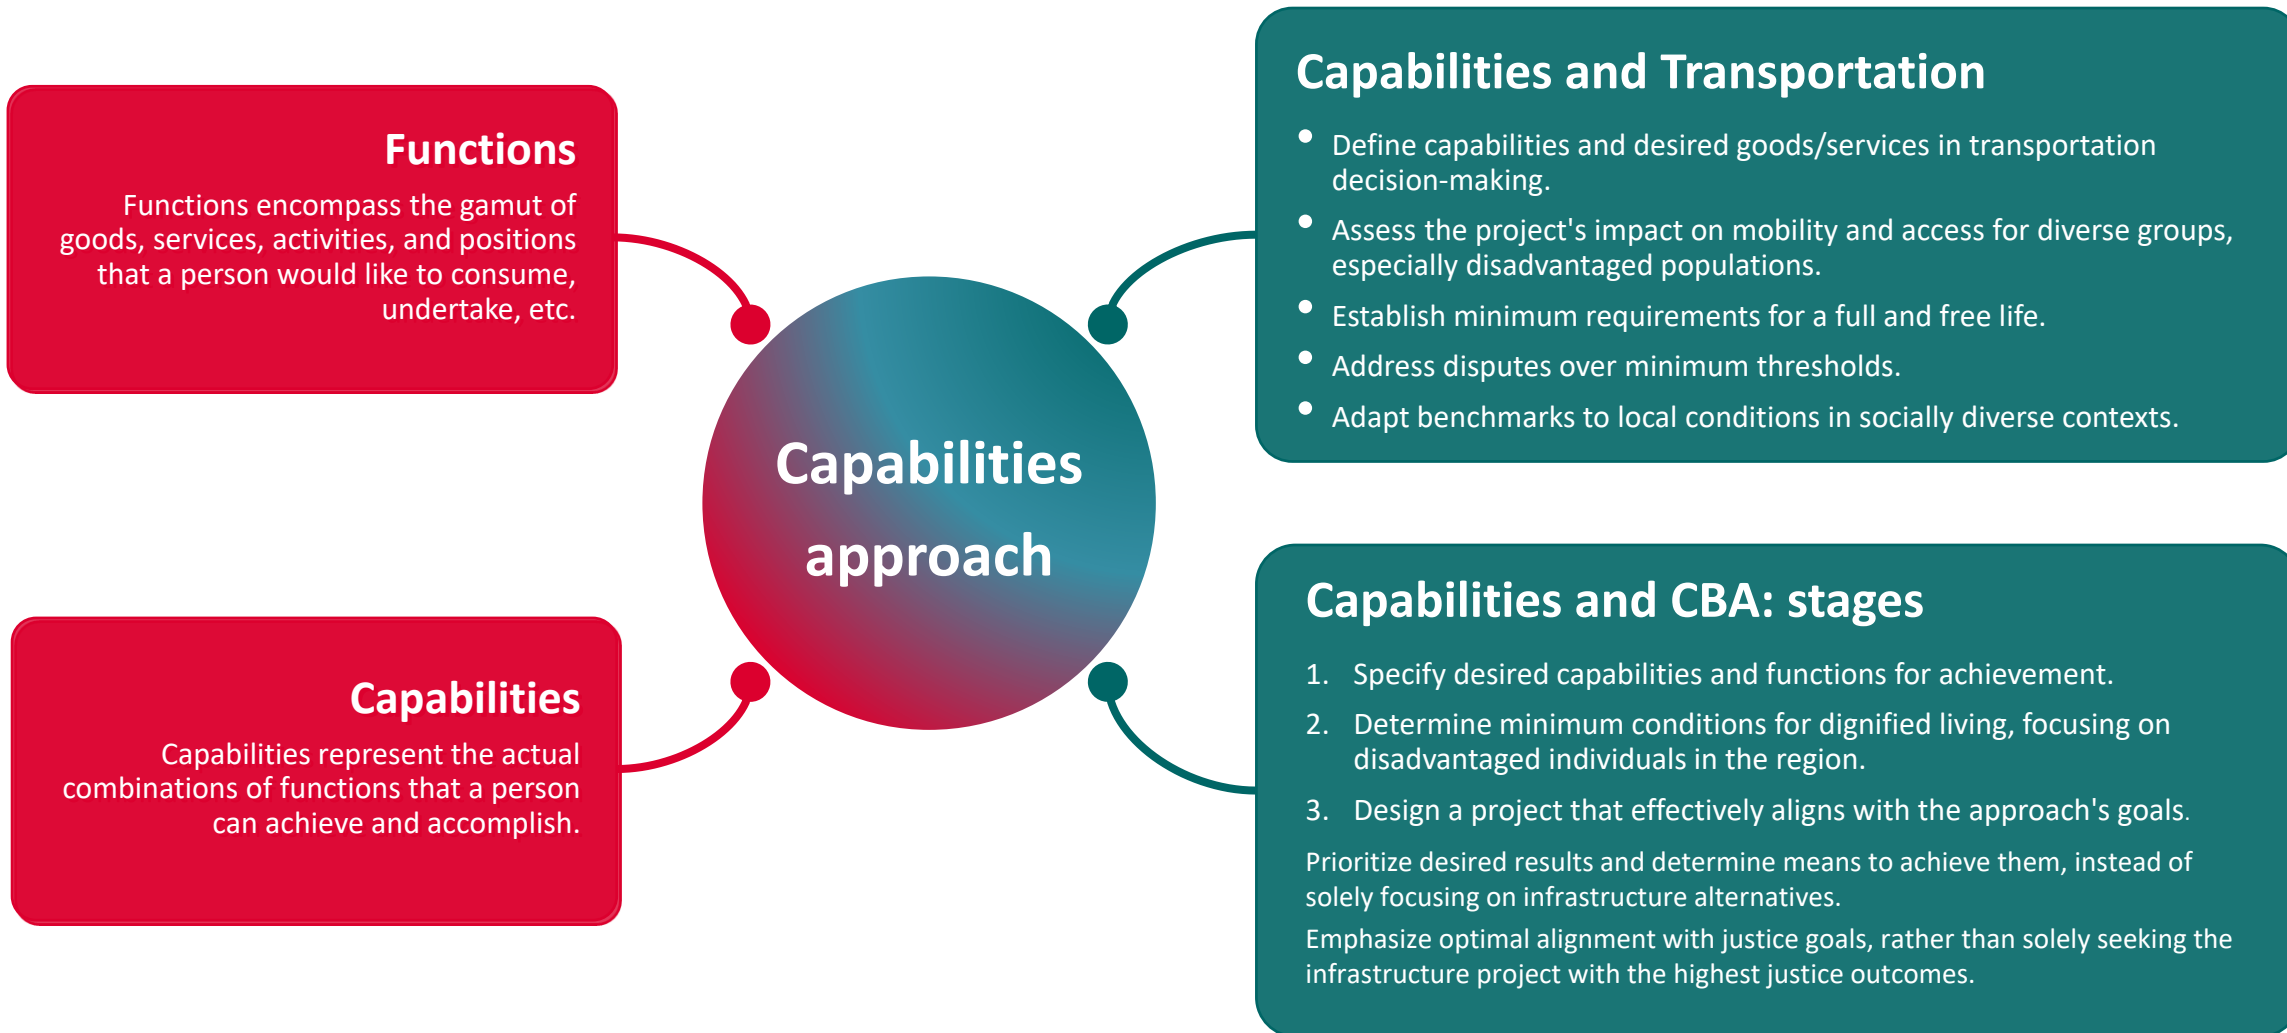 Functions
Functions encompass the gamut of
goods, services, activities, and positions
that a person would like to consume,
undertake, etc.
Capabilities
Capabilities represent the actual
combinations of functions that a person
can achieve and accomplish.
Capabilities
approach
Capabilities and Transportation
• Define capabilities and desired goods/services in transportation
decision-making.
• Assess the project's impact on mobility and access for diverse groups,
especially disadvantaged populations.
• Establish minimum requirements for a full and free life.
• Address disputes over minimum thresholds.
• Adapt benchmarks to local conditions in socially diverse contexts.
Capabilities and CBA: stages
1. Specify desired capabilities and functions for achievement.
2. Determine minimum conditions for dignified living, focusing on
disadvantaged individuals in the region.
3. Design a project that effectively aligns with the approach's goals.
Prioritize desired results and determine means to achieve them, instead of
solely focusing on infrastructure alternatives.
Emphasize optimal alignment with justice goals, rather than solely seeking the
infrastructure project with the highest justice outcomes.